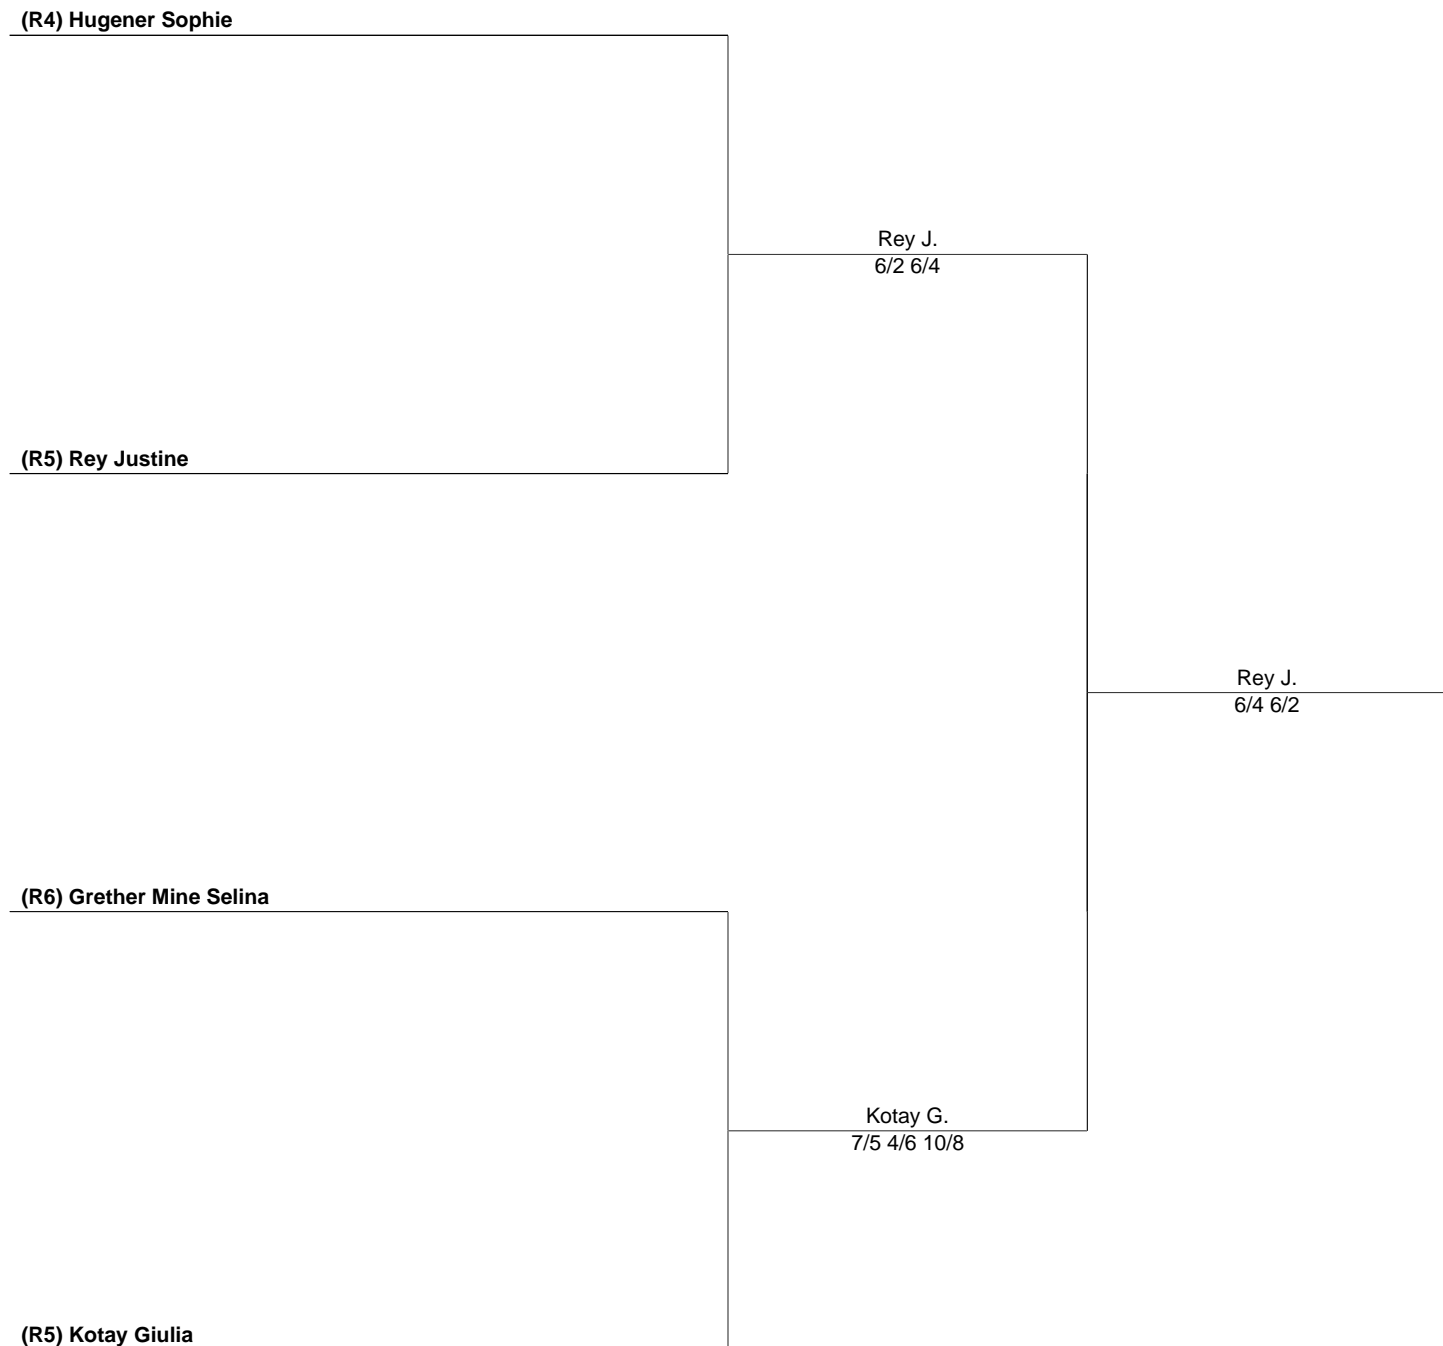 (R4) Hugener Sophie
Rey J.
6/2 6/4
(R5) Rey Justine
Rey J.
6/4 6/2
(R6) Grether Mine Selina
Kotay G.
7/5 4/6 10/8
(R5) Kotay Giulia